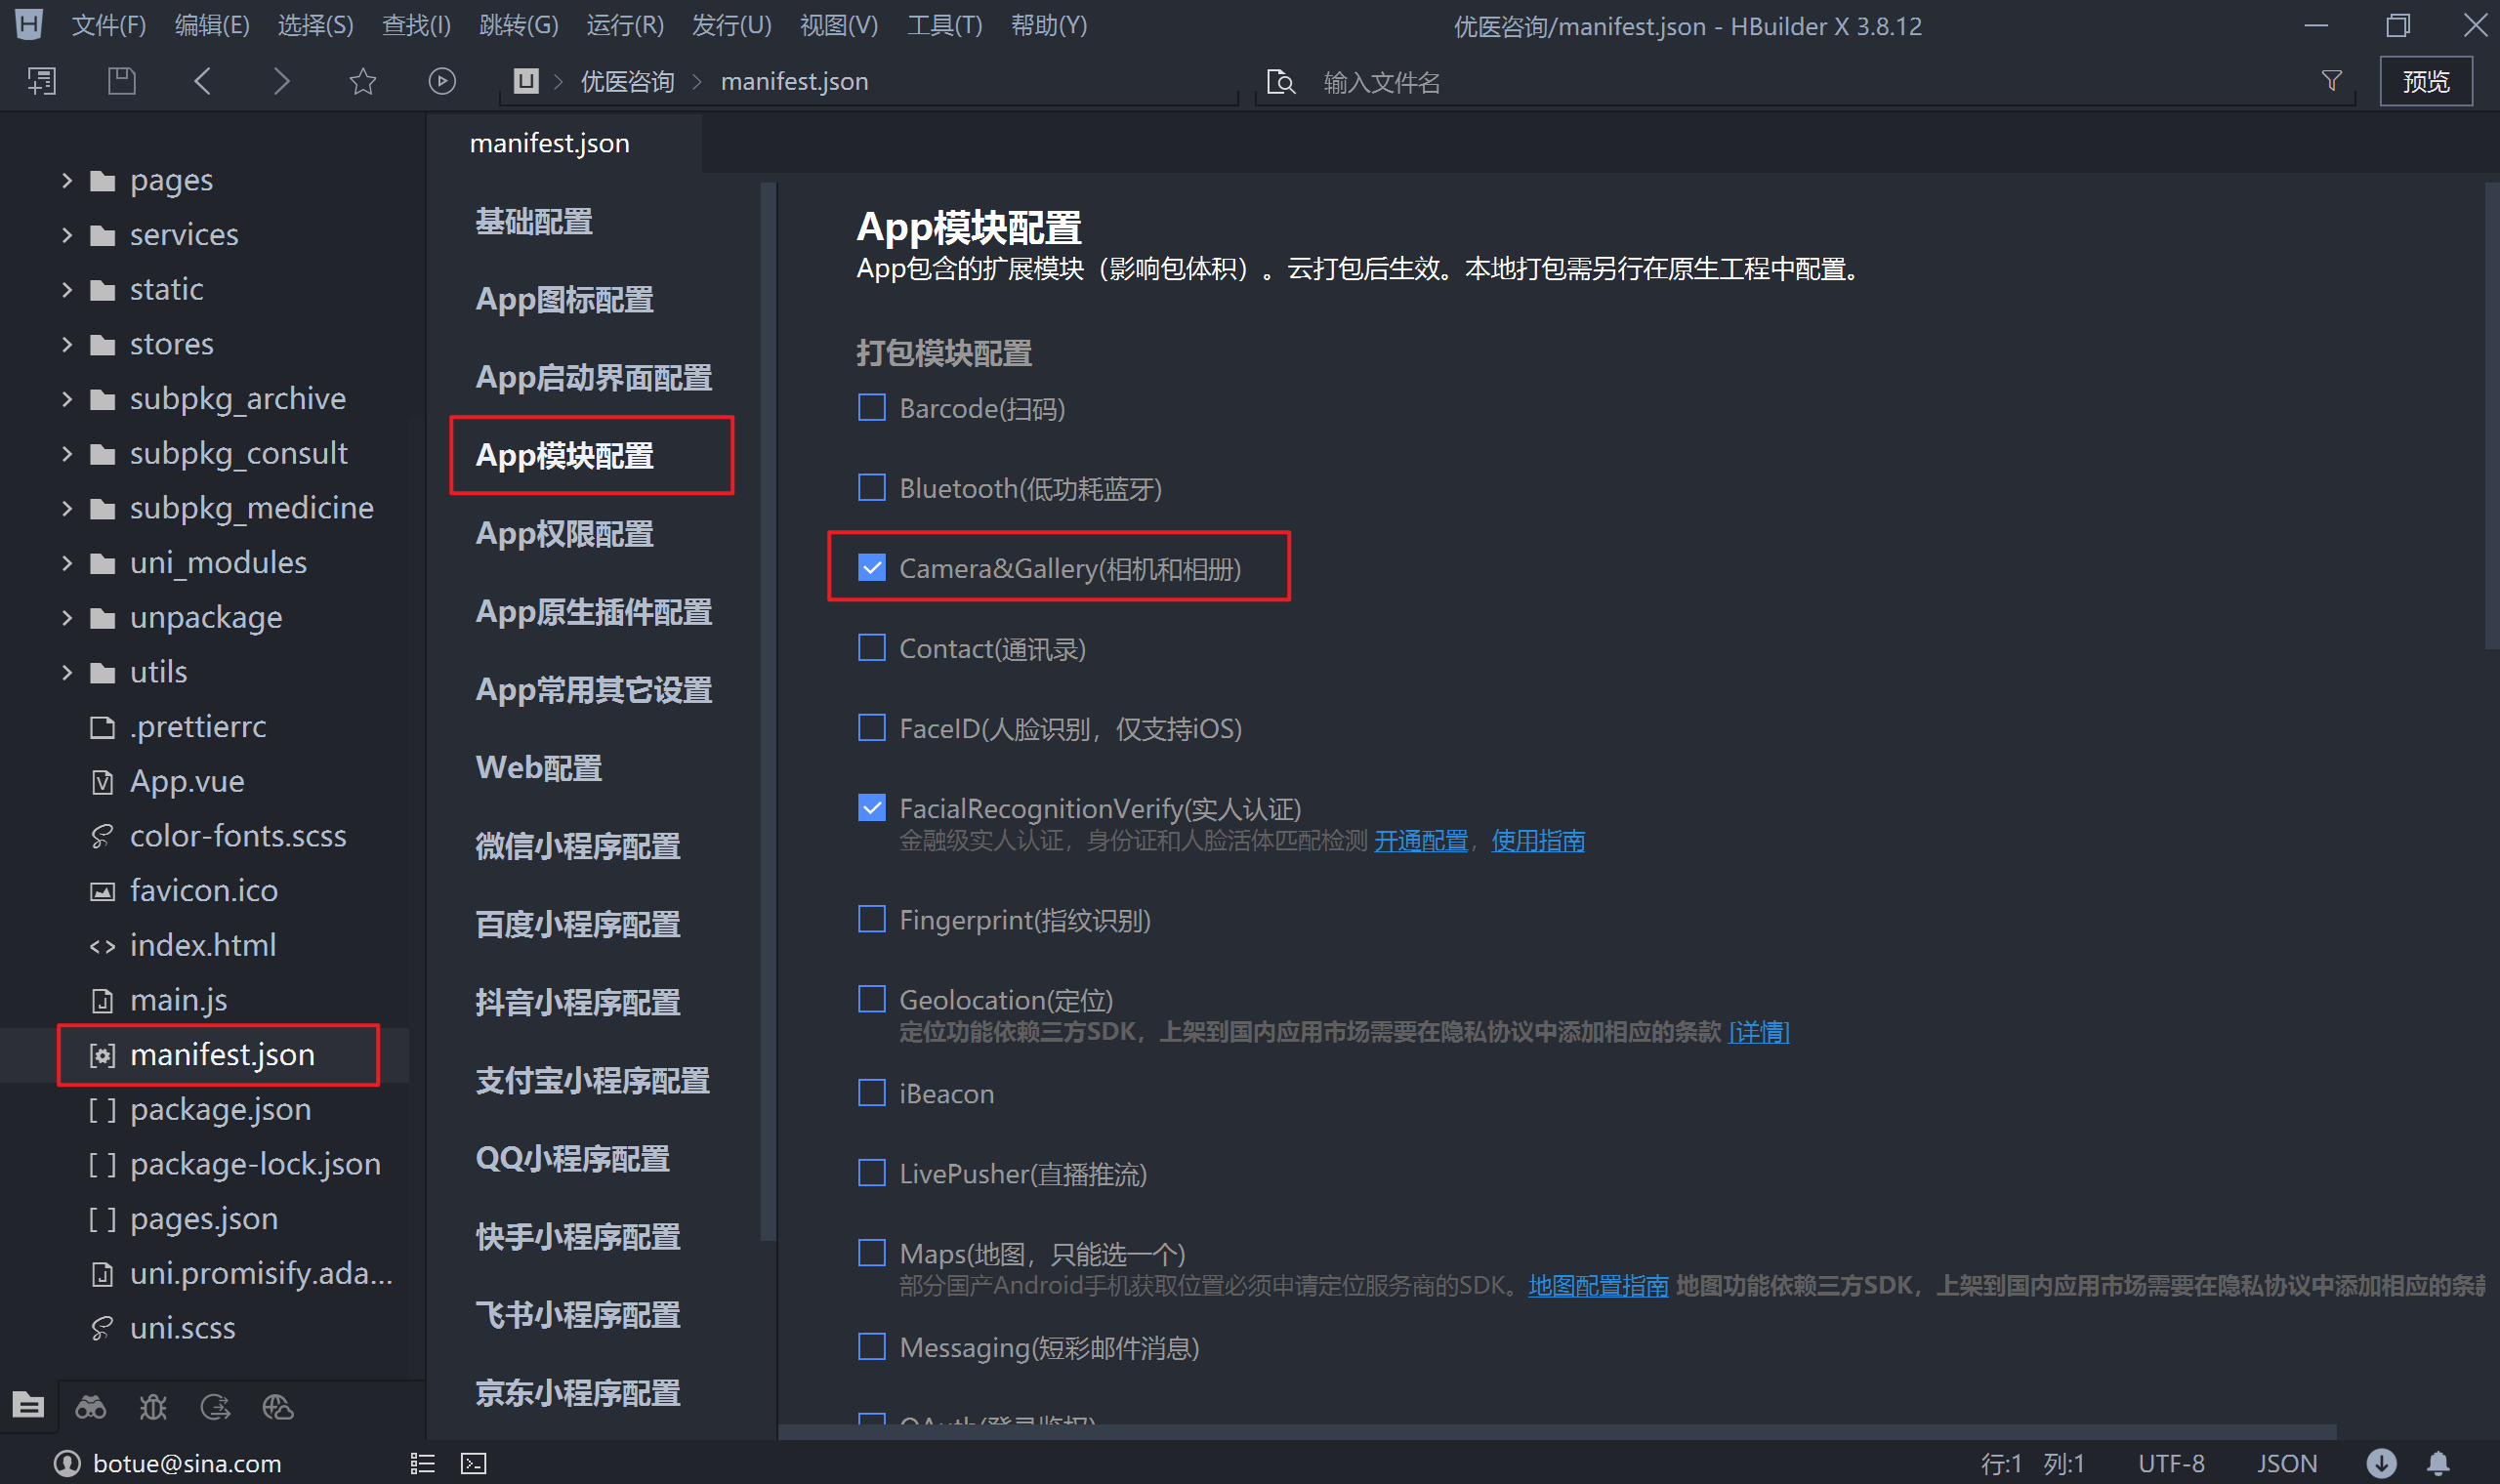 文件(F) 编辑(E) 选择(S) 查找(I) 跳转(G) 运行(R) 发行(U) 视图(V) 工具(T) 帮助(Y)
优医咨询/manifest.json - HBuilder X 3.8.12
优医咨询 manifest.json
输入文件名
预览
pages
services
static
stores
subpkg_archive
subpkg_consult
subpkg_medicine
uni_modules
unpackage
utils
.prettierrc
App.vue
color-fonts.scss
favicon.ico
index.html
main.js
manifest.json
package.json
package-lock.json
pages.json
uni.promisify.ada...
uni.scss
manifest.json
基础配置
App图标配置
App启动界面配置
App模块配置
App权限配置
App原生插件配置
App常用其它设置
Web配置
微信小程序配置
百度小程序配置
抖音小程序配置
支付宝小程序配置
QQ小程序配置
快手小程序配置
飞书小程序配置
京东小程序配置
App模块配置
App包含的扩展模块（影响包体积）。云打包后生效。本地打包需另行在原生工程中配置。
打包模块配置
Barcode(扫码)
Bluetooth(低功耗蓝牙)
Camera&Gallery(相机和相册)
Contact(通讯录)
FaceID(人脸识别，仅支持iOS)
FacialRecognitionVerify(实人认证)
金融级实人认证，身份证和人脸活体匹配检测 开通配置，使用指南
Fingerprint(指纹识别)
Geolocation(定位)
定位功能依赖三方SDK，上架到国内应用市场需要在隐私协议中添加相应的条款 [详情]
iBeacon
LivePusher(直播推流)
Maps(地图，只能选一个)
部分国产Android手机获取位置必须申请定位服务商的SDK。地图配置指南 地图功能依赖三方SDK，上架到国内应用市场需要在隐私协议中添加相应的条款
Messaging(短彩邮件消息)
OAuth(登录鉴权)
botue@sina.com
行:1 列:1 UTF-8 JSON